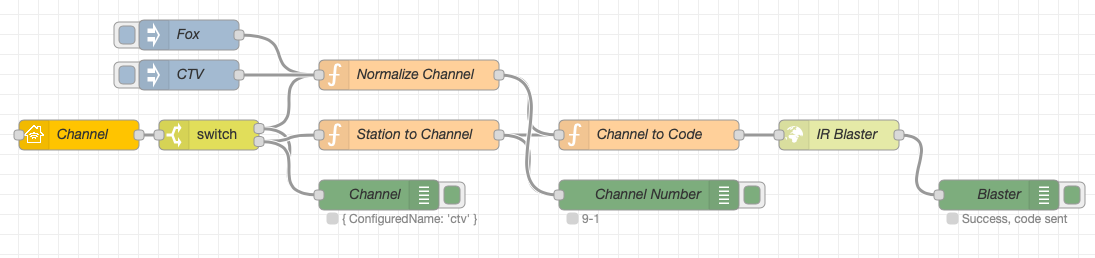 Fox
CTV
Normalize Channel
Channel
switch
Station to Channel
Channel to Code
IR Blaster
Channel
Channel Number
Blaster
{ ConfiguredName: 'ctv' }
9-1
Success, code sent